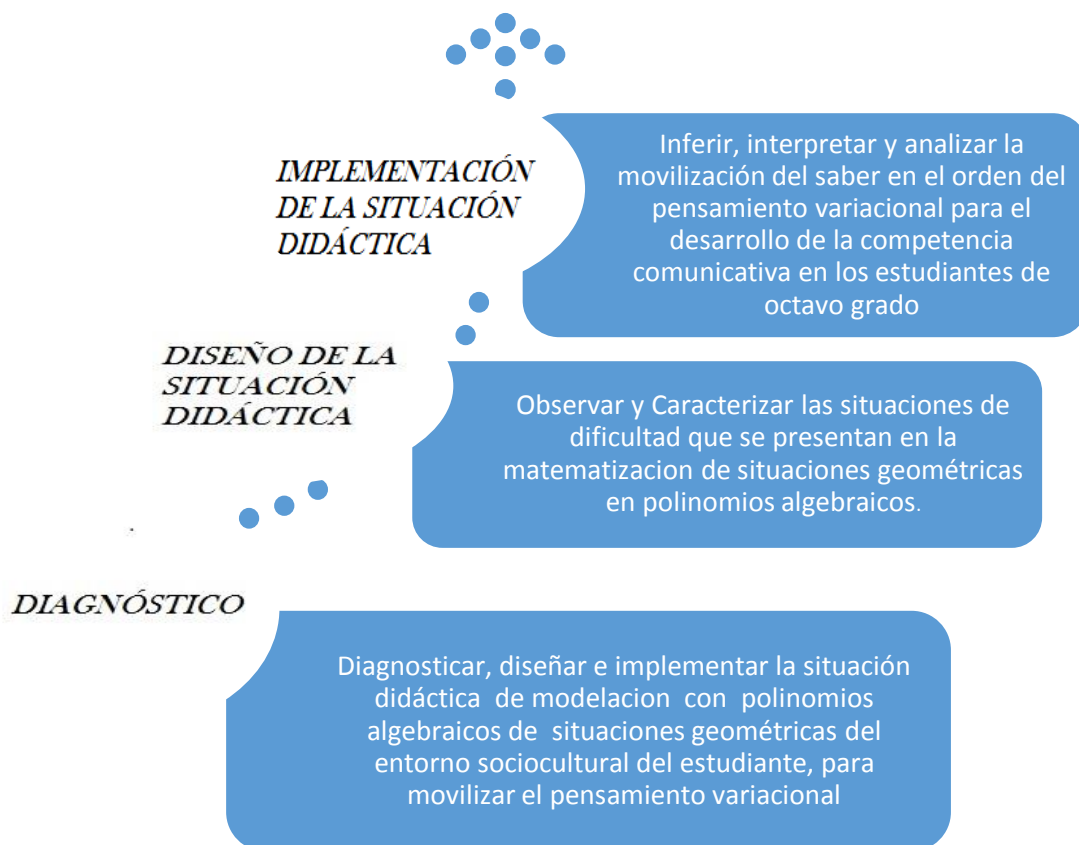 IMPLEMENTACIÓN
DE LA SITUACIÓN
DIDÁCTICA
Inferir, interpretar y analizar la
movilización del saber en el orden del
pensamiento variacional para el
desarrollo de la competencia
comunicativa en los estudiantes de
octavo grado
DISEÑO DE LA
SITUACIÓN
DIDÁCTICA
Observar y Caracterizar las situaciones de
dificultad que se presentan en la
matematizacion de situaciones geométricas
en polinomios algebraicos.
DIAGNÓSTICO
Diagnosticar, diseñar e implementar la situación
didáctica de modelacion con polinomios
algebraicos de situaciones geométricas del
entorno sociocultural del estudiante, para
movilizar el pensamiento variacional